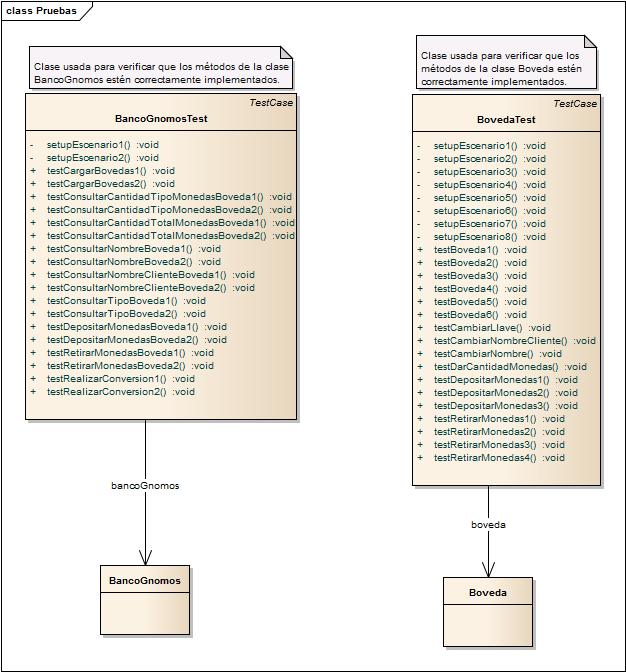 class Pruebas
Clase usada para verificar que los métodos de la clase
BancoGnomos estén correctamente implementados.
TestCase
BancoGnomosTest
- setupEscenario1() :void
- setupEscenario2() :void
+ testCargarBovedas1() :void
+ testCargarBovedas2() :void
+ testConsultarCantidadTipoMonedasBoveda1() :void
+ testConsultarCantidadTipoMonedasBoveda2() :void
+ testConsultarCantidadTotalMonedasBoveda1() :void
+ testConsultarCantidadTotalMonedasBoveda2() :void
+ testConsultarNombreBoveda1() :void
+ testConsultarNombreBoveda2() :void
+ testConsultarNombreClienteBoveda1() :void
+ testConsultarNombreClienteBoveda2() :void
+ testConsultarTipoBoveda1() :void
+ testConsultarTipoBoveda2() :void
+ testDepositarMonedasBoveda1() :void
+ testDepositarMonedasBoveda2() :void
+ testRetirarMonedasBoveda1() :void
+ testRetirarMonedasBoveda2() :void
+ testRealizarConversion1() :void
+ testRealizarConversion2() :void
bancoGnomos
BancoGnomos
Clase usada para verificar que los
métodos de la clase Boveda estén
correctamente implementados.
TestCase
BovedaTest
- setupEscenario1() :void
- setupEscenario2() :void
- setupEscenario3() :void
- setupEscenario4() :void
- setupEscenario5() :void
- setupEscenario6() :void
- setupEscenario7() :void
- setupEscenario8() :void
+ testBoveda1() :void
+ testBoveda2() :void
+ testBoveda3() :void
+ testBoveda4() :void
+ testBoveda5() :void
+ testBoveda6() :void
+ testCambiarLlave() :void
+ testCambiarNombreCliente() :void
+ testCambiarNombre() :void
+ testDarCantidadMonedas() :void
+ testDepositarMonedas1() :void
+ testDepositarMonedas2() :void
+ testDepositarMonedas3() :void
+ testRetirarMonedas1() :void
+ testRetirarMonedas2() :void
+ testRetirarMonedas3() :void
+ testRetirarMonedas4() :void
boveda
Boveda